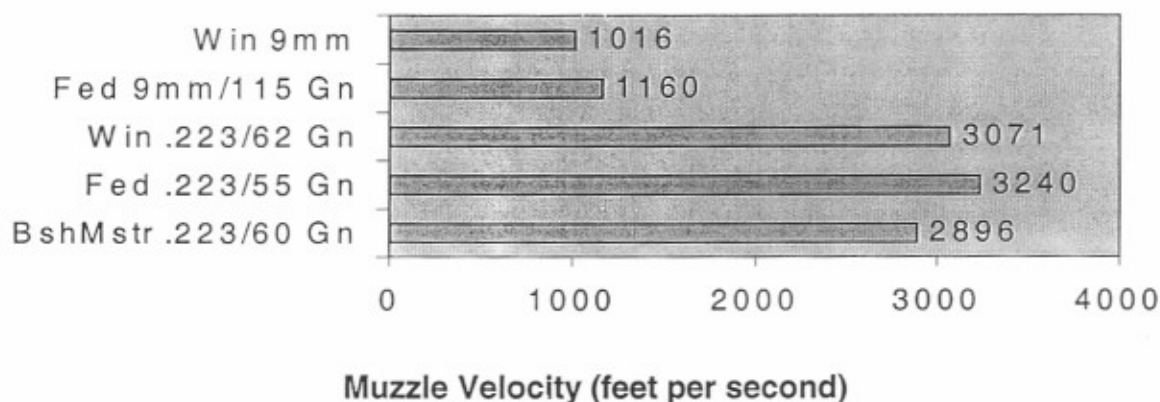 Win 9mm 1016
Fed 9mm/115 Gn 1160
Win .223/62 Gn 3071
Fed .223/55 Gn 3240
BshMstr .223/60 Gn 2896
0 1000 2000 3000 4000
Muzzle Velocity (feet per second)